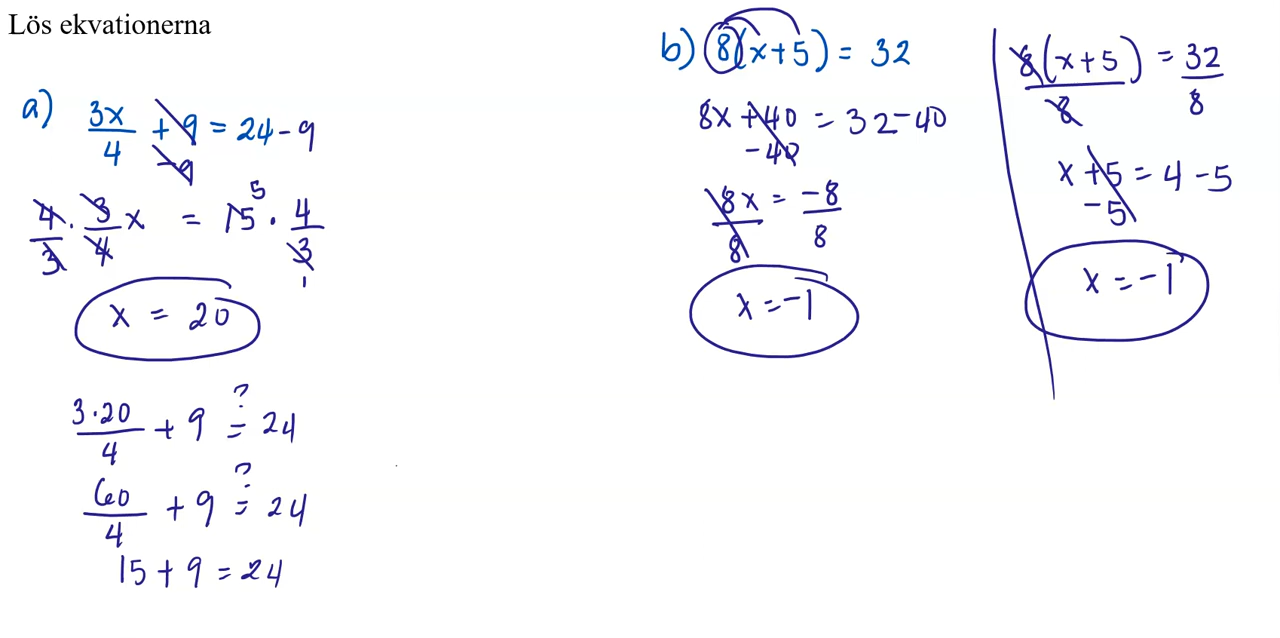 Lös ekvationerna
a) 3x/4 + 9 = 24 - 9
- 9
4/3 · 3/4 x = 15 5 · 4/3
1
x = 20
3·20/4 + 9 ?= 24
60/4 + 9 ?= 24
15 + 9 = 24
b) 8(x+5) = 32
8x + 40 = 32 - 40
- 40
8x/8 = -8/8
x = -1
8(x+5)/8 = 32/8
x + 5 = 4 - 5
- 5
x = -1